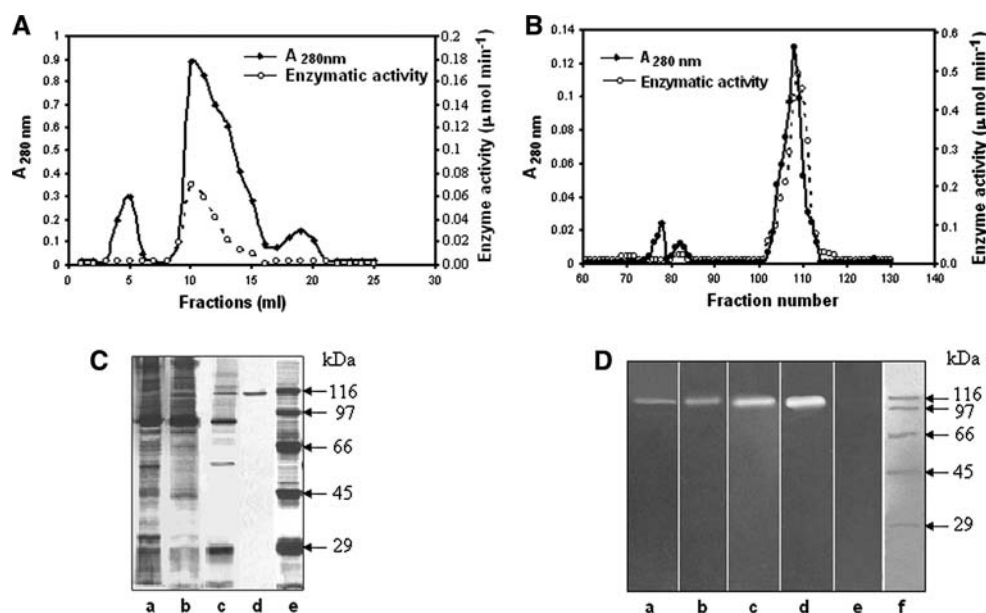 A
A 280nm
Enzymatic activity
1
0.9
0.8
0.7
0.6
0.5
0.4
0.3
0.2
0.1
0
A 280 nm
0.2
0.18
0.16
0.14
0.12
0.10
0.08
0.06
0.04
0.02
0.00
Enzyme activity (μmol min-1)
0 5 10 15 20 25 30
Fractions (ml)
B
A 280 nm
Enzymatic activity
0.14
0.12
0.10
0.08
0.06
0.04
0.02
0
A 280 nm
0.6
0.5
0.4
0.3
0.2
0.1
0.0
Enzyme activity (μmol min-1)
60 70 80 90 100 110 120 130 140
Fraction number
C
kDa
116
97
66
45
29
a b c d e
D
kDa
116
97
66
45
29
a b c d e f